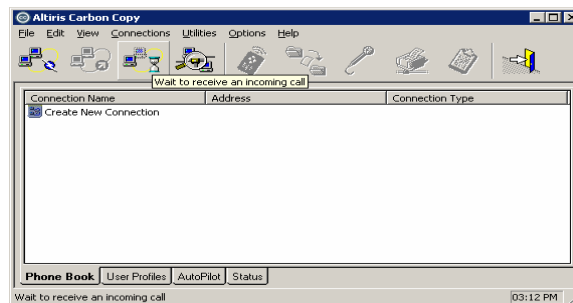 Altiris Carbon Copy
File Edit View Connections Utilities Options Help
Wait to receive an incoming call
Connection Name Address Connection Type
Create New Connection
Phone Book User Profiles AutoPilot Status
Wait to receive an incoming call 03:12 PM